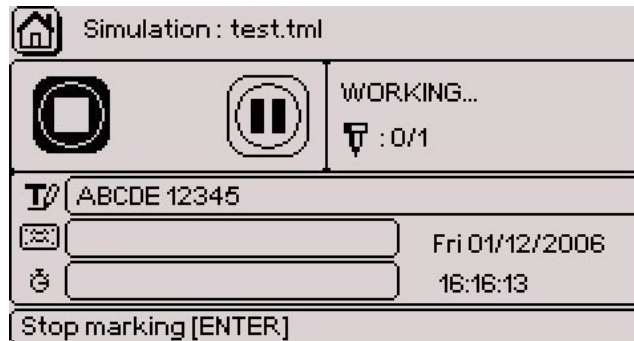 Simulation : test.tml
WORKING...
: 0/1
ABCDE 12345
Fri 01/12/2006
16:16:13
Stop marking [ENTER]